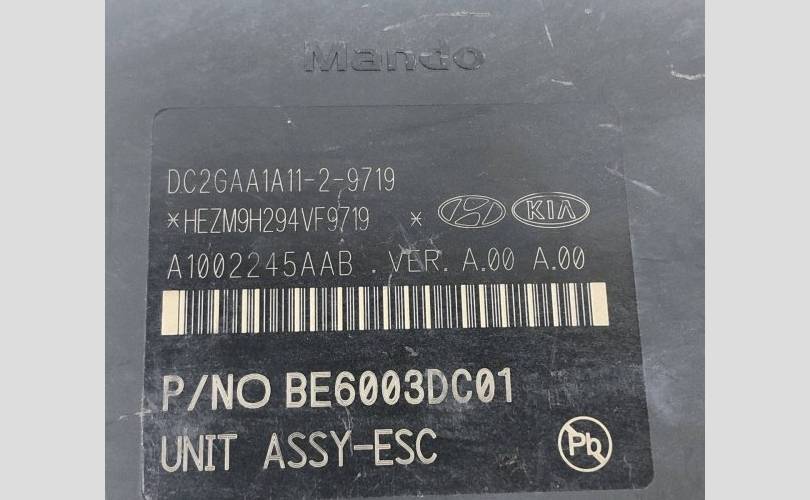 Mando
DC2GAA1A11-2-9719
*HEZM9H294VF9719 * KIA
A1002245AAB . VER. A.00 A.00
P/NO BE6003DC01
UNIT ASSY-ESC
Pb